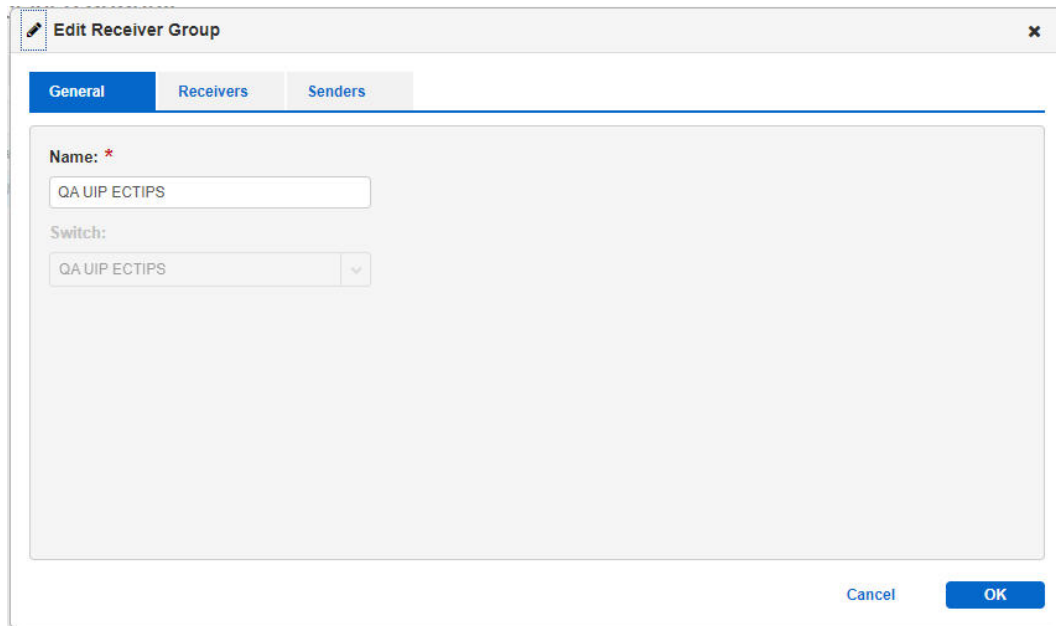 Edit Receiver Group
General Receivers Senders
Name: *
QA UIP ECTIPS
Switch:
QA UIP ECTIPS
Cancel OK